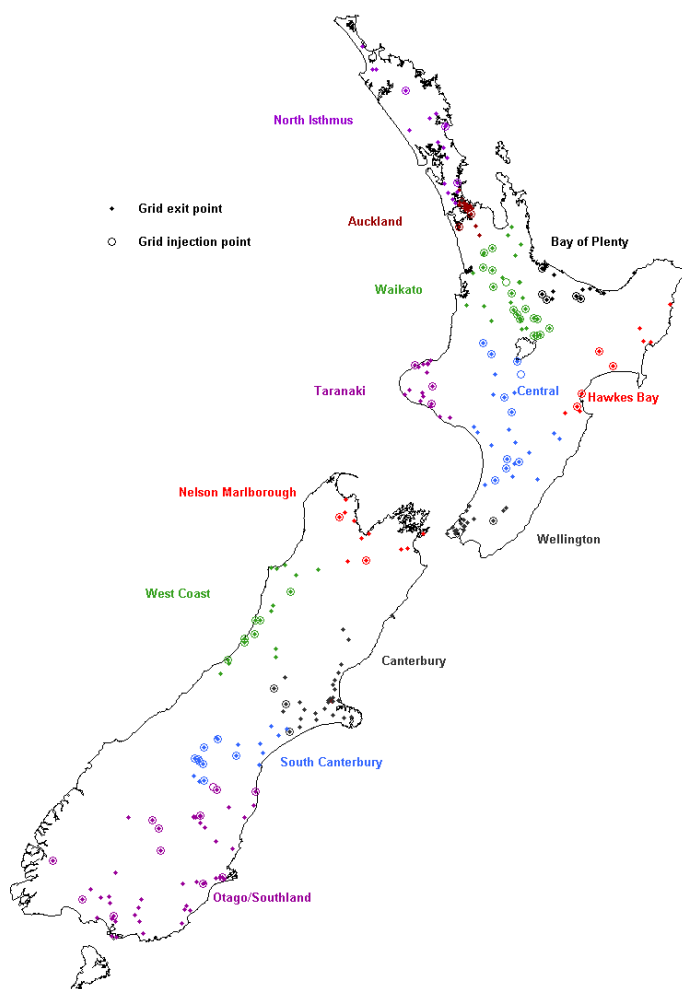 North Isthmus
Grid exit point
Auckland
Grid injection point
Bay of Plenty
Waikato
Taranaki
Central
Hawkes Bay
Nelson Marlborough
Wellington
West Coast
Canterbury
South Canterbury
Otago/Southland